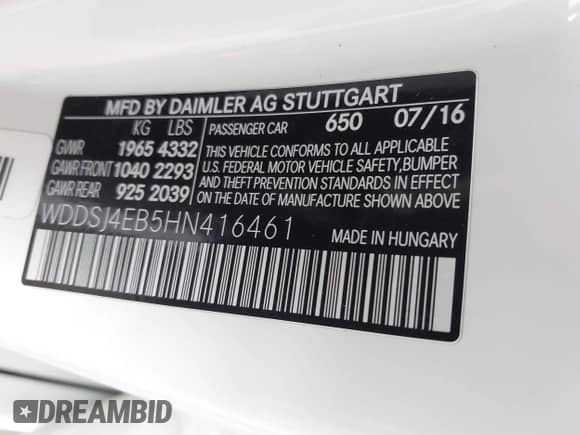 MFD BY DAIMLER AG STUTTGART
KG LBS PASSENGER CAR 650 07/16
GVWR 1965 4332 THIS VEHICLE CONFORMS TO ALL APPLICABLE
GAWR FRONT 1040 2293 U.S. FEDERAL MOTOR VEHICLE SAFETY, BUMPER
GAWR REAR 925 2039 AND THEFT PREVENTION STANDARDS IN EFFECT
ON THE DATE OF MANUFACTURE SHOWN ABOVE.
WDDSJ4EB5HN416461 MADE IN HUNGARY
DREAMBID